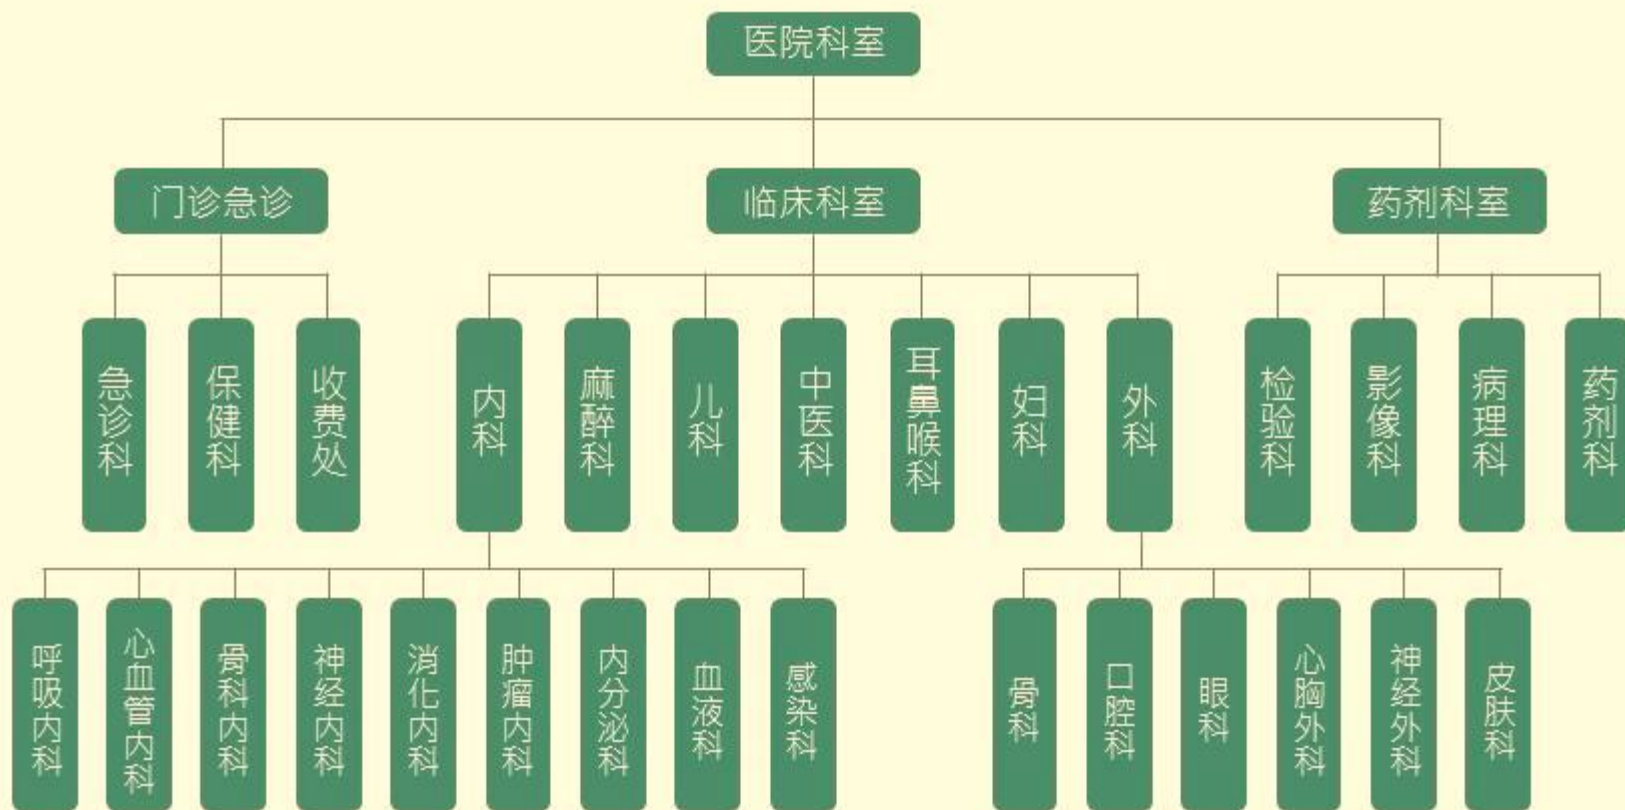 医院科室
门诊急诊
临床科室
药剂科室
急诊科
保健科
收费处
内科
麻醉科
儿科
中医科
耳鼻喉科
妇科
外科
检验科
影像科
病理科
药剂科
呼吸内科
心血管内科
骨科内科
神经内科
消化内科
肿瘤内科
内分泌科
血液科
感染科
骨科
口腔科
眼科
心胸外科
神经外科
皮肤科